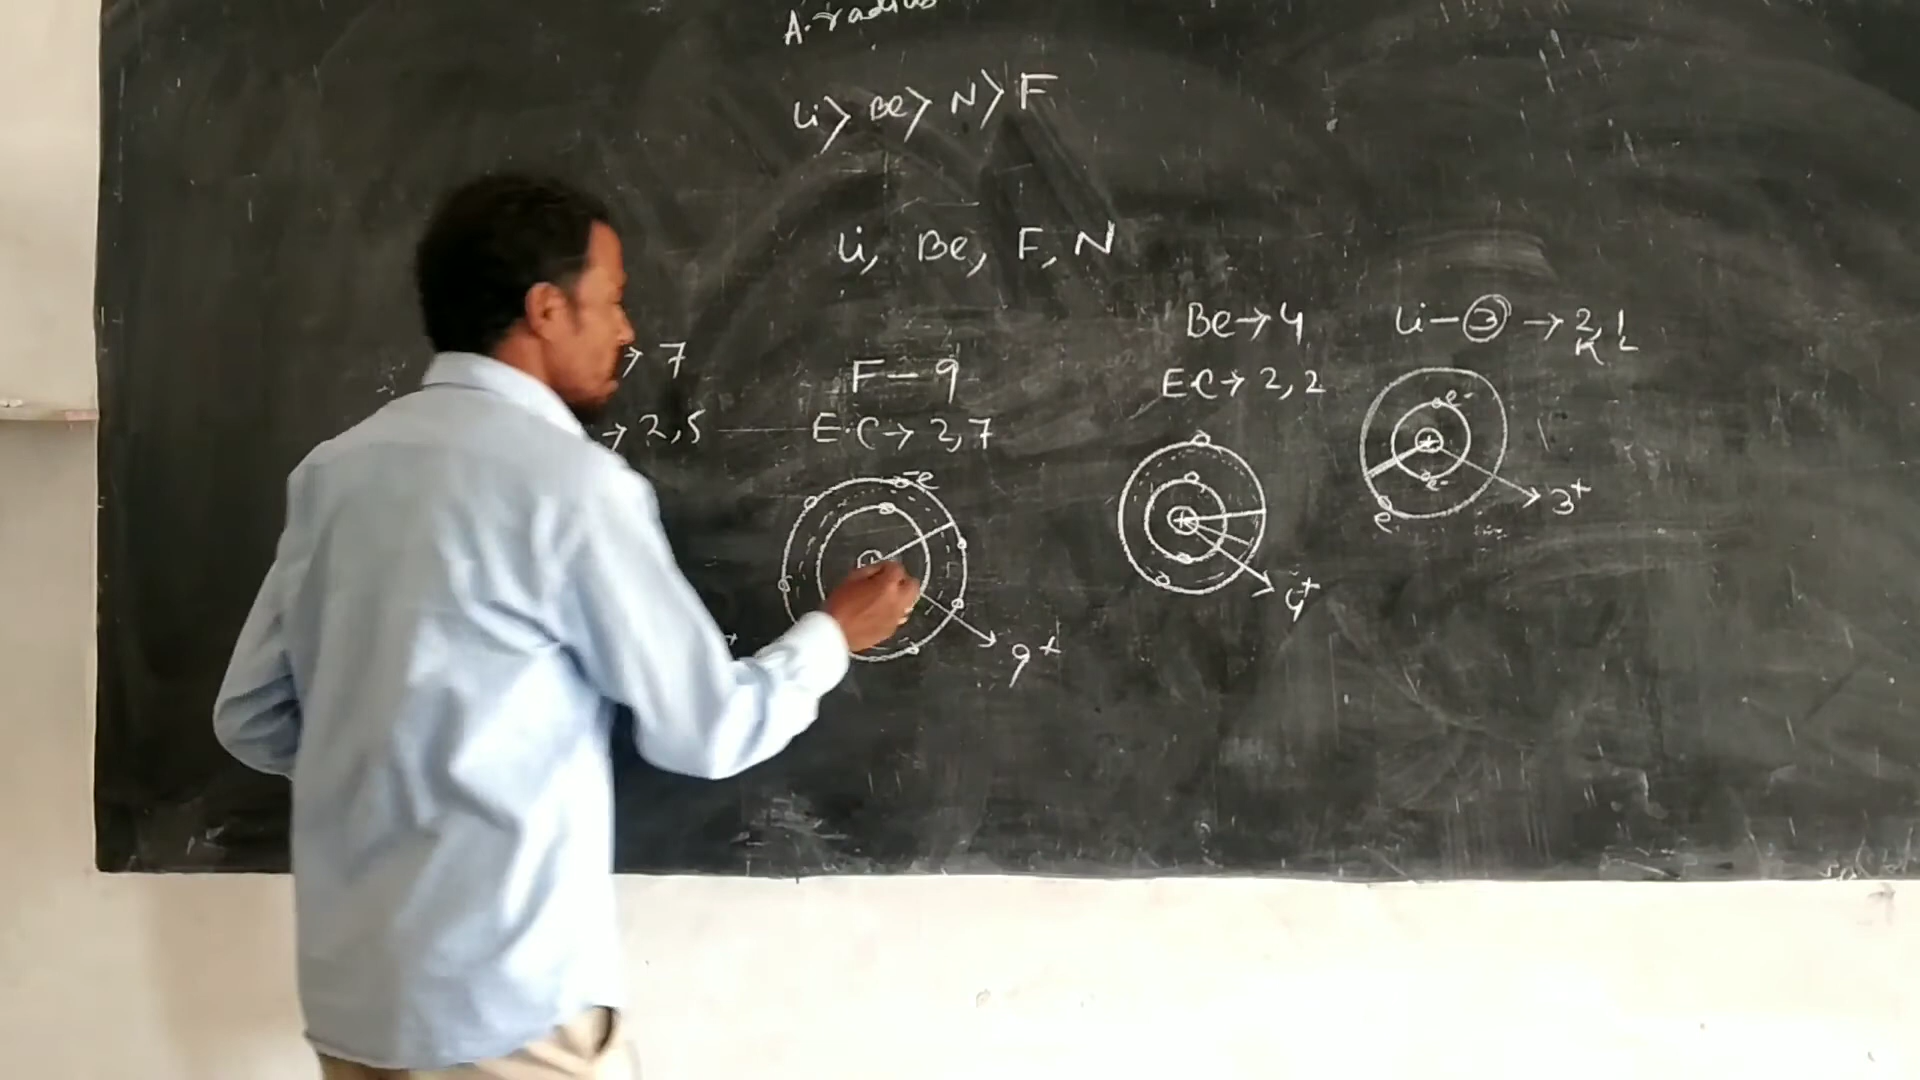 A. radius
Li > Be > N > F
Li, Be, F, N
→ 7
→ 2,5
F – 9
E.C → 2,7
Be → 4
E.C → 2, 2
Li – 3 → 2, 1
K L
-e
9+
4+
e-
e-
e
3+